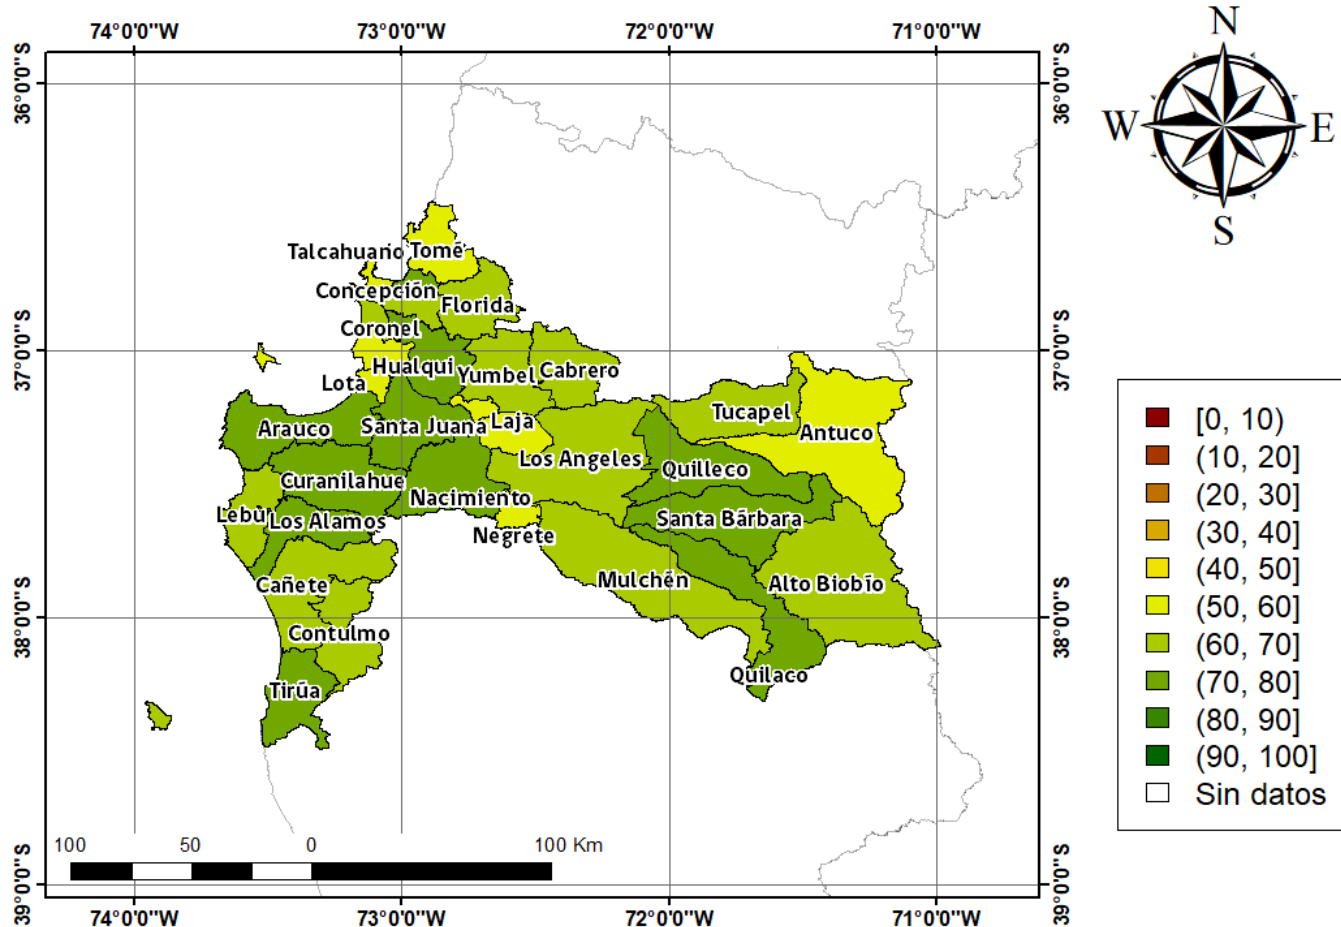 74°0'0"W 73°0'0"W 72°0'0"W 71°0'0"W
N
W E
S
36°0'0"S 36°0'0"S
Talcahuano Tomé
Concepción
Florida
Coronel
37°0'0"S 37°0'0"S
Hualqui
Yumbel
Cabrero
Lota
Tucapel
Laja
Santa Juana
Arauco
Antuco
Los Angeles
Quilleco
Curanilahue
Nacimiento
Lebu
Los Alamos
Santa Bárbara
Negrete
Mulchén
Alto Biobío
Cañete
38°0'0"S 38°0'0"S
Contulmo
Quilaco
Tirúa
[0, 10)
(10, 20]
(20, 30]
(30, 40]
(40, 50]
(50, 60]
(60, 70]
(70, 80]
(80, 90]
(90, 100]
Sin datos
100 50 0 100 Km
39°0'0"S 39°0'0"S
74°0'0"W 73°0'0"W 72°0'0"W 71°0'0"W